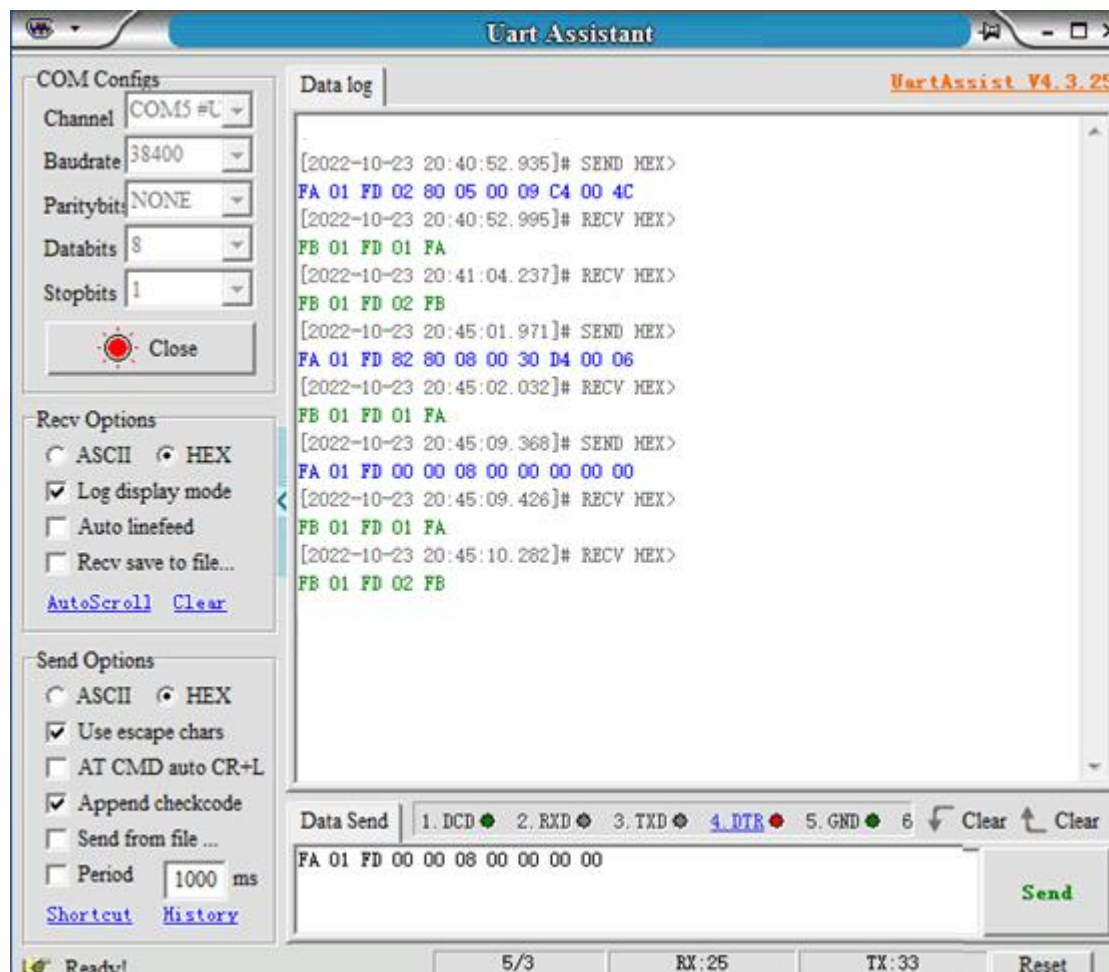 Uart Assistant
COM Configs
Channel COM5 #U
Baudrate 38400
Paritybits NONE
Databits 8
Stopbits 1
Close
Recv Options
ASCII HEX
Log display mode
Auto linefeed
Recv save to file...
AutoScroll Clear
Send Options
ASCII HEX
Use escape chars
AT CMD auto CR+L
Append checkcode
Send from file ...
Period 1000 ms
Shortcut History
Data log UartAssist V4.3.25
[2022-10-23 20:40:52.935]# SEND HEX>
FA 01 FD 02 80 05 00 09 C4 00 4C
[2022-10-23 20:40:52.995]# RECV HEX>
FB 01 FD 01 FA
[2022-10-23 20:41:04.237]# RECV HEX>
FB 01 FD 02 FB
[2022-10-23 20:45:01.971]# SEND HEX>
FA 01 FD 82 80 08 00 30 D4 00 06
[2022-10-23 20:45:02.032]# RECV HEX>
FB 01 FD 01 FA
[2022-10-23 20:45:09.368]# SEND HEX>
FA 01 FD 00 00 08 00 00 00 00 00
[2022-10-23 20:45:09.426]# RECV HEX>
FB 01 FD 01 FA
[2022-10-23 20:45:10.282]# RECV HEX>
FB 01 FD 02 FB
Data Send 1. DCD 2. RXD 3. TXD 4. DTR 5. GND 6 Clear Clear
FA 01 FD 00 00 08 00 00 00 00
Send
Ready! 5/3 RX:25 TX:33 Reset